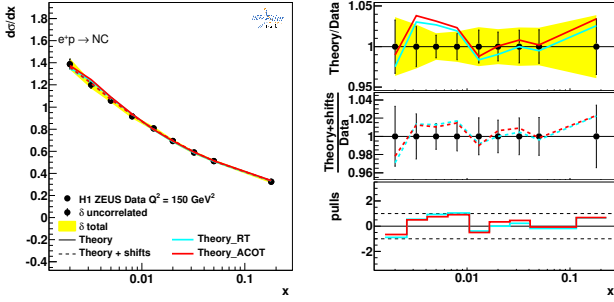 dσ/dx
e⁺p → NC
1.8
1.6
1.4
1.2
1
0.8
0.6
0.4
0.2
0
-0.2
-0.4
H1 ZEUS Data Q² = 150 GeV²
δ uncorrelated
δ total
Theory
Theory + shifts
Theory_RT
Theory_ACOT
0.01
0.1
x
Theory/Data
1.05
1
0.95
Theory+shifts
Data
1.04
1.02
1
0.98
0.96
pulls
2
0
-2
0.01
0.1
x